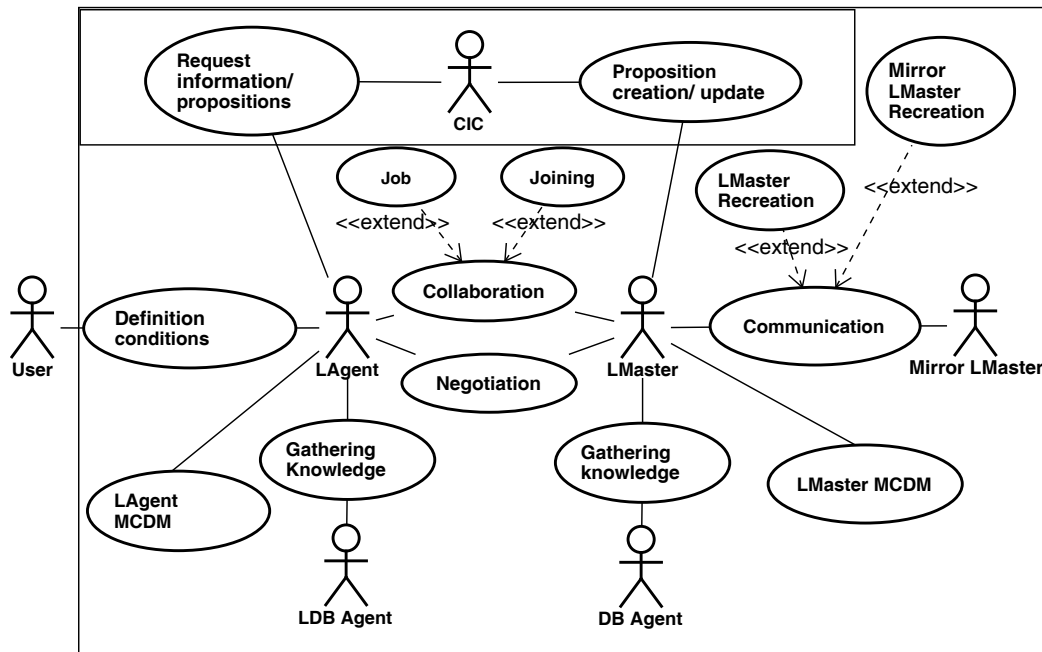 Request
information/
propositions
CIC
Proposition
creation/ update
Mirror
LMaster
Recreation
Job
Joining
LMaster
Recreation
<<extend>>
<<extend>>
<<extend>>
<<extend>>
Collaboration
User
Definition
conditions
LAgent
Negotiation
LMaster
Communication
Mirror LMaster
Gathering
Knowledge
Gathering
knowledge
LAgent
MCDM
LMaster MCDM
LDB Agent
DB Agent